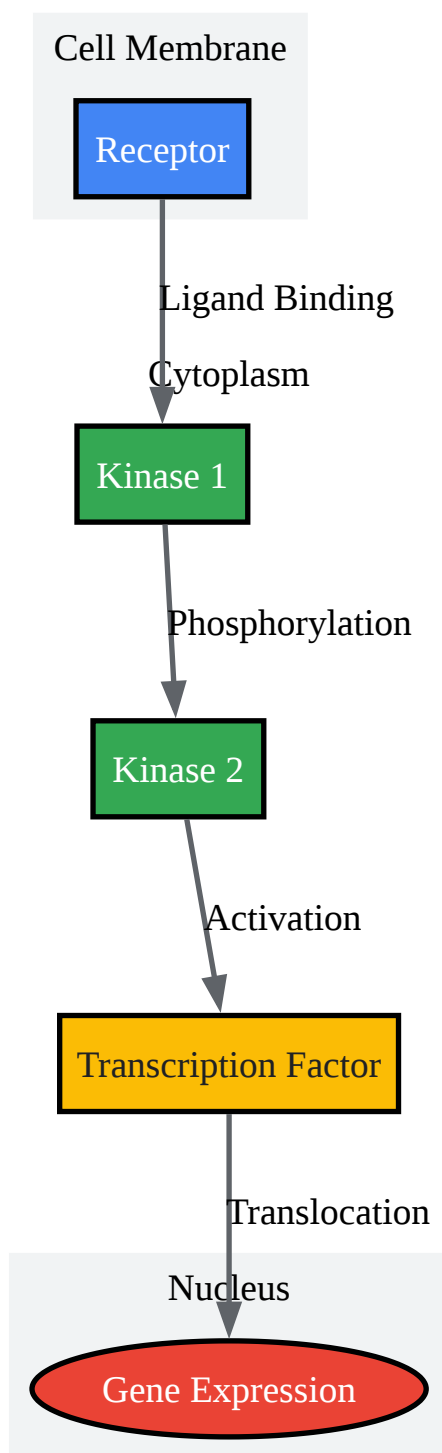 Cell Membrane
Receptor
Ligand Binding
Cytoplasm
Kinase 1
Phosphorylation
Kinase 2
Activation
Transcription Factor
Translocation
Nucleus
Gene Expression